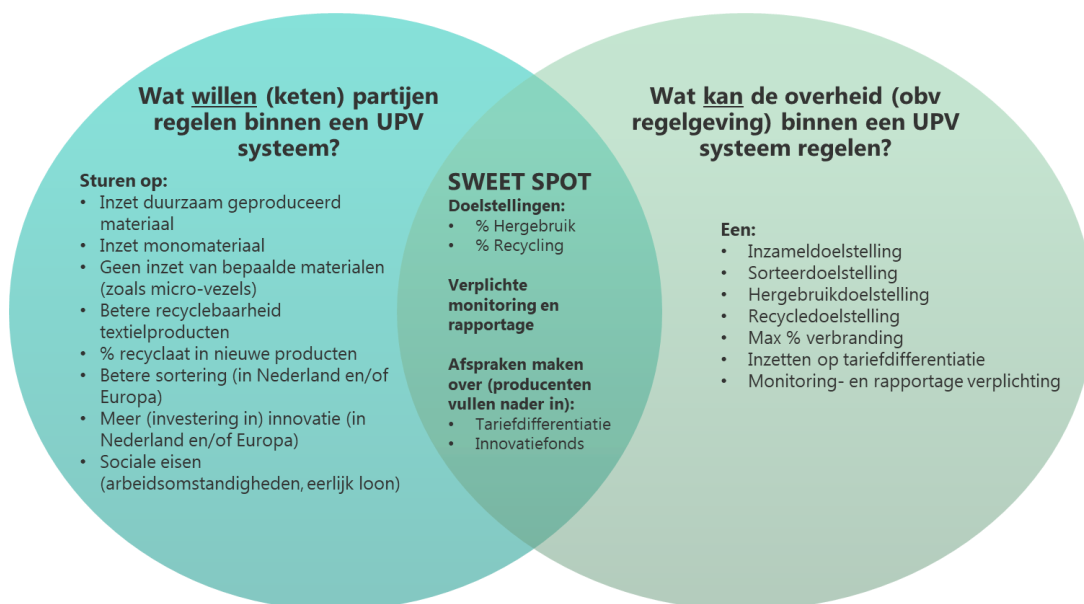 Wat willen (keten) partijen
regelen binnen een UPV
systeem?
Sturen op:
• Inzet duurzaam geproduceerd
materiaal
• Inzet monomateriaal
• Geen inzet van bepaalde materialen
(zoals micro-vezels)
• Betere recyclebaarheid
textielproducten
• % recyclaat in nieuwe producten
• Betere sortering (in Nederland en/of
Europa)
• Meer (investering in) innovatie (in
Nederland en/of Europa)
• Sociale eisen
(arbeidsomstandigheden, eerlijk loon)
SWEET SPOT
Doelstellingen:
• % Hergebruik
• % Recycling
Verplichte
monitoring en
rapportage
Afspraken maken
over (producenten
vullen nader in):
• Tariefdifferentiatie
• Innovatiefonds
Wat kan de overheid (obv
regelgeving) binnen een UPV
systeem regelen?
Een:
• Inzameldoelstelling
• Sorteerdoelstelling
• Hergebruikdoelstelling
• Recycledoelstelling
• Max % verbranding
• Inzetten op tariefdifferentiatie
• Monitoring- en rapportage verplichting